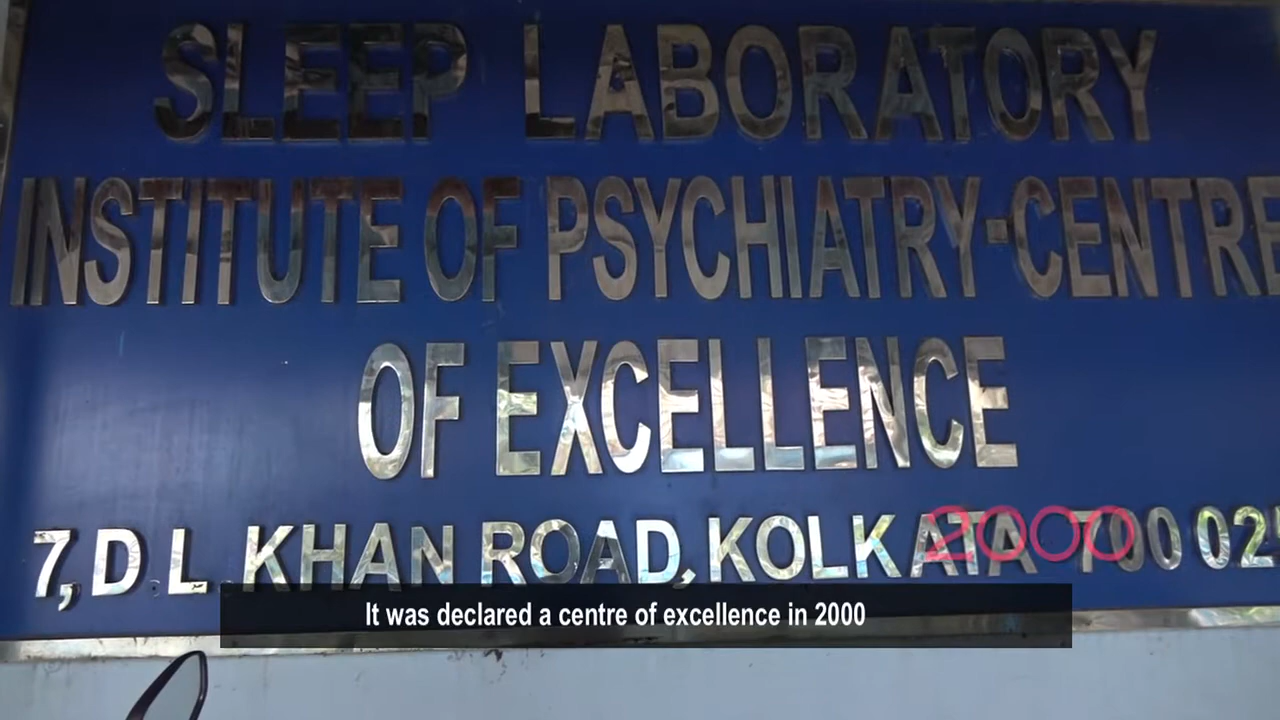 SLEEP LABORATORY
INSTITUTE OF PSYCHIATRY-CENTRE
OF EXCELLENCE
7, D L KHAN ROAD, KOLKATA 700 02
2000
It was declared a centre of excellence in 2000